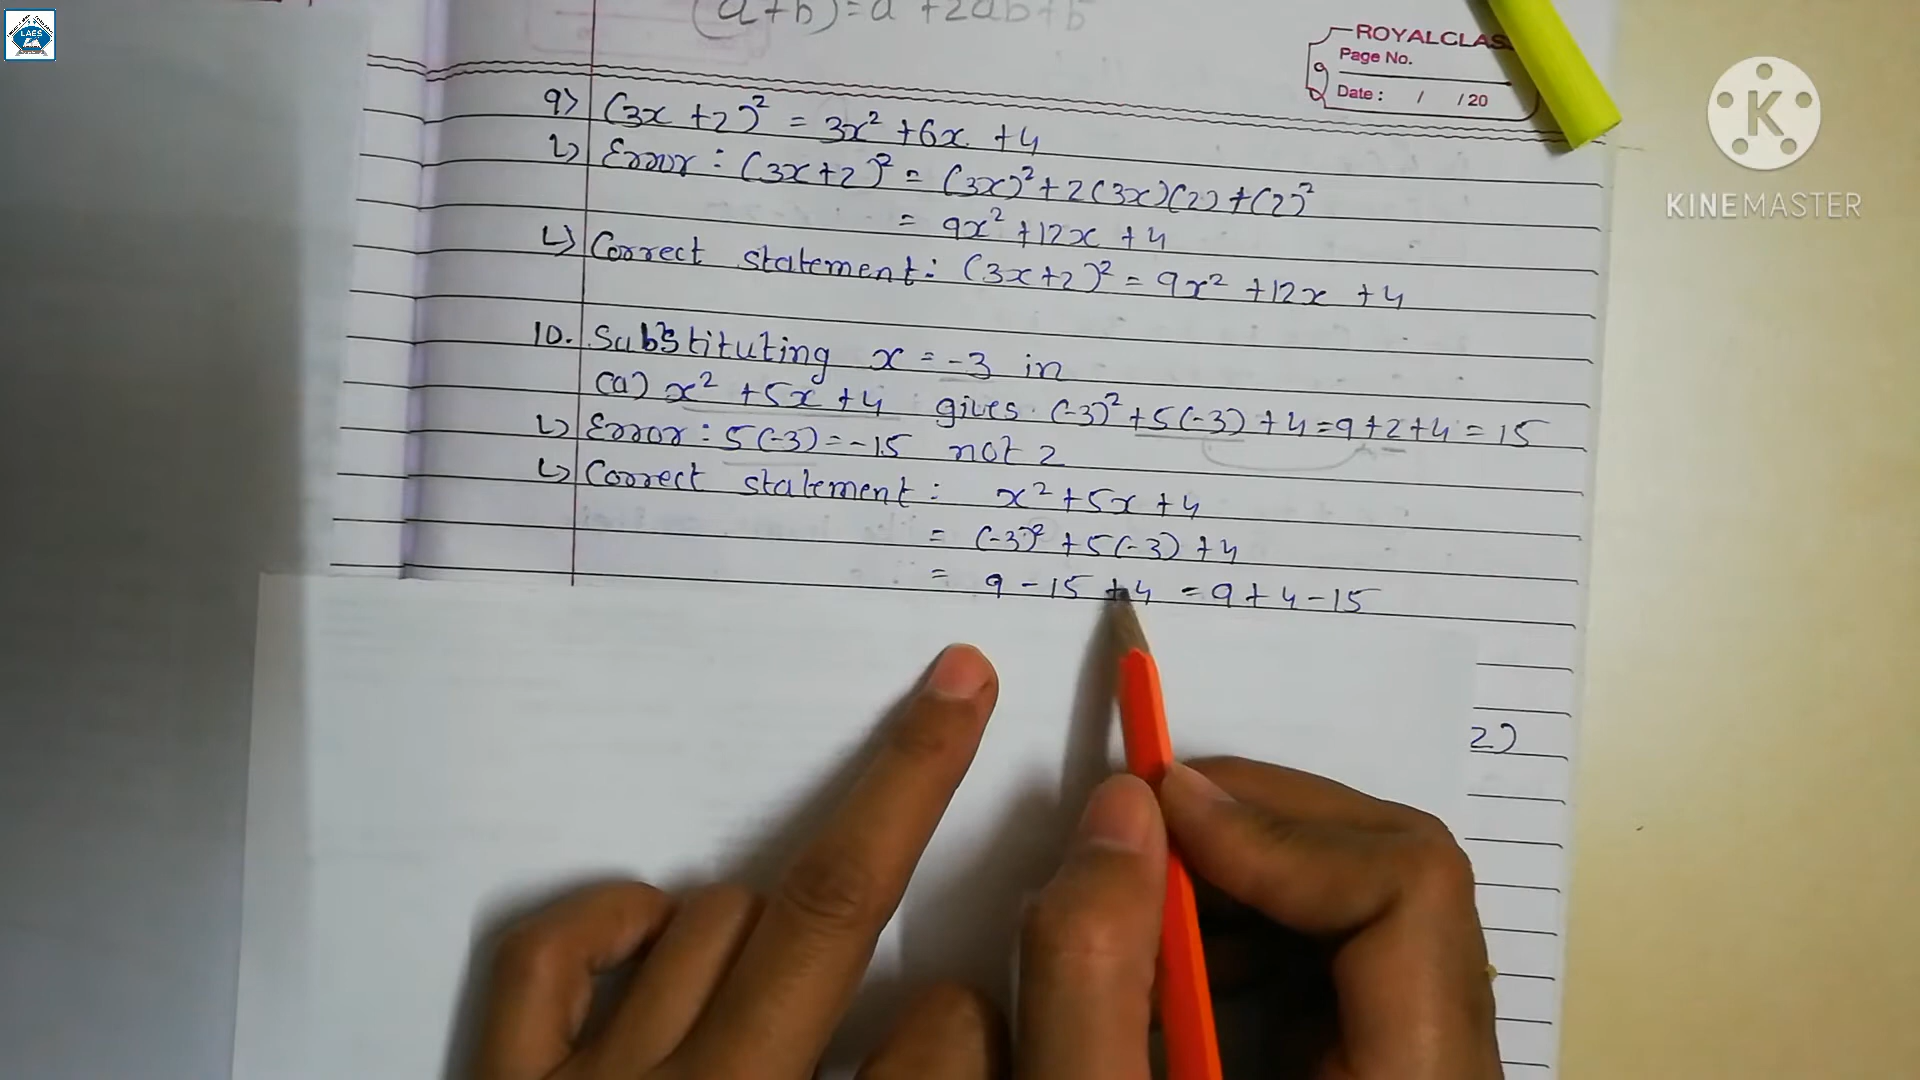 LAES
(a+b) = a +2ab+b
ROYALCLAS
Page No.
Date : / /20
KINEMASTER
9) (3x +2)² = 3x² +6x +4
↳ Error : (3x+2)² = (3x)²+2(3x)(2)+(2)²
= 9x² +12x +4
↳ Correct statement: (3x+2)² = 9x² +12x +4
10. Substituting x = -3 in
(a) x² +5x +4 gives (-3)² +5(-3) +4=9+2+4=15
↳ Error : 5(-3)=-15 not 2
↳ Correct statement: x² +5x +4
= (-3)² +5(-3) +4
= 9 -15 +4 = 9+4-15
2)